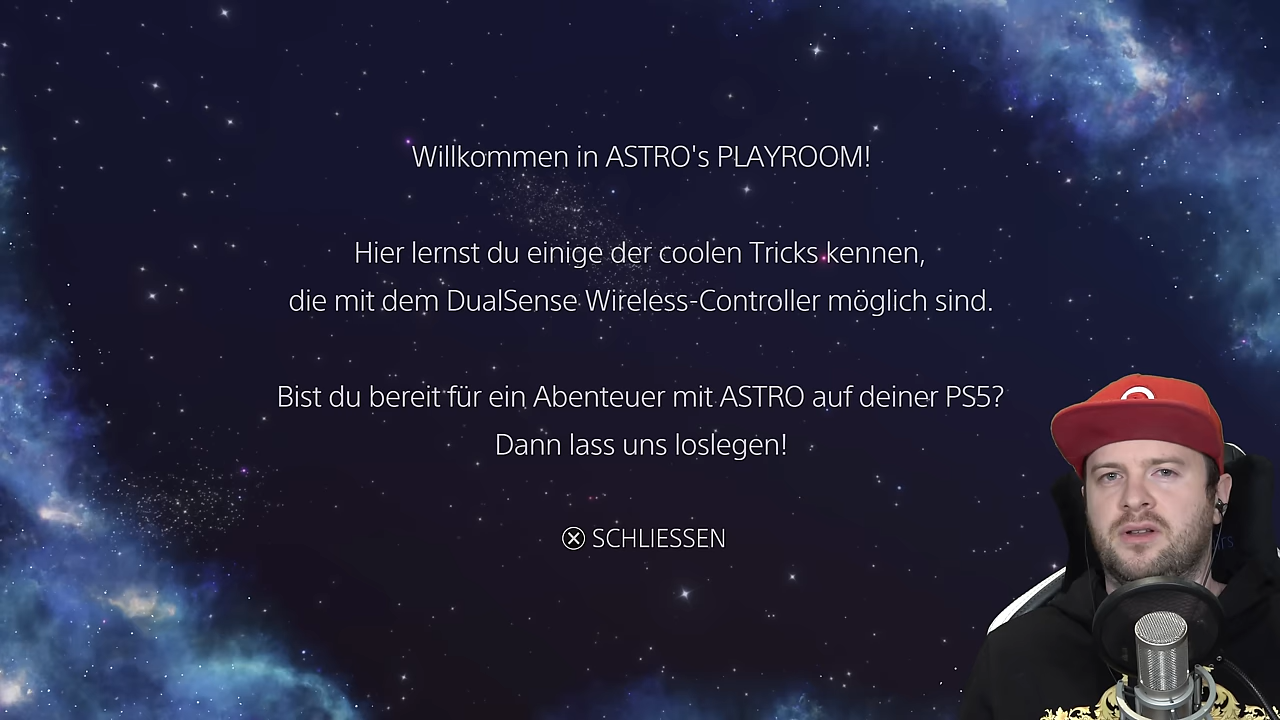 Willkommen in ASTRO's PLAYROOM!
Hier lernst du einige der coolen Tricks kennen,
die mit dem DualSense Wireless-Controller möglich sind.
Bist du bereit für ein Abenteuer mit ASTRO auf deiner PS5?
Dann lass uns loslegen!
SCHLIESSEN